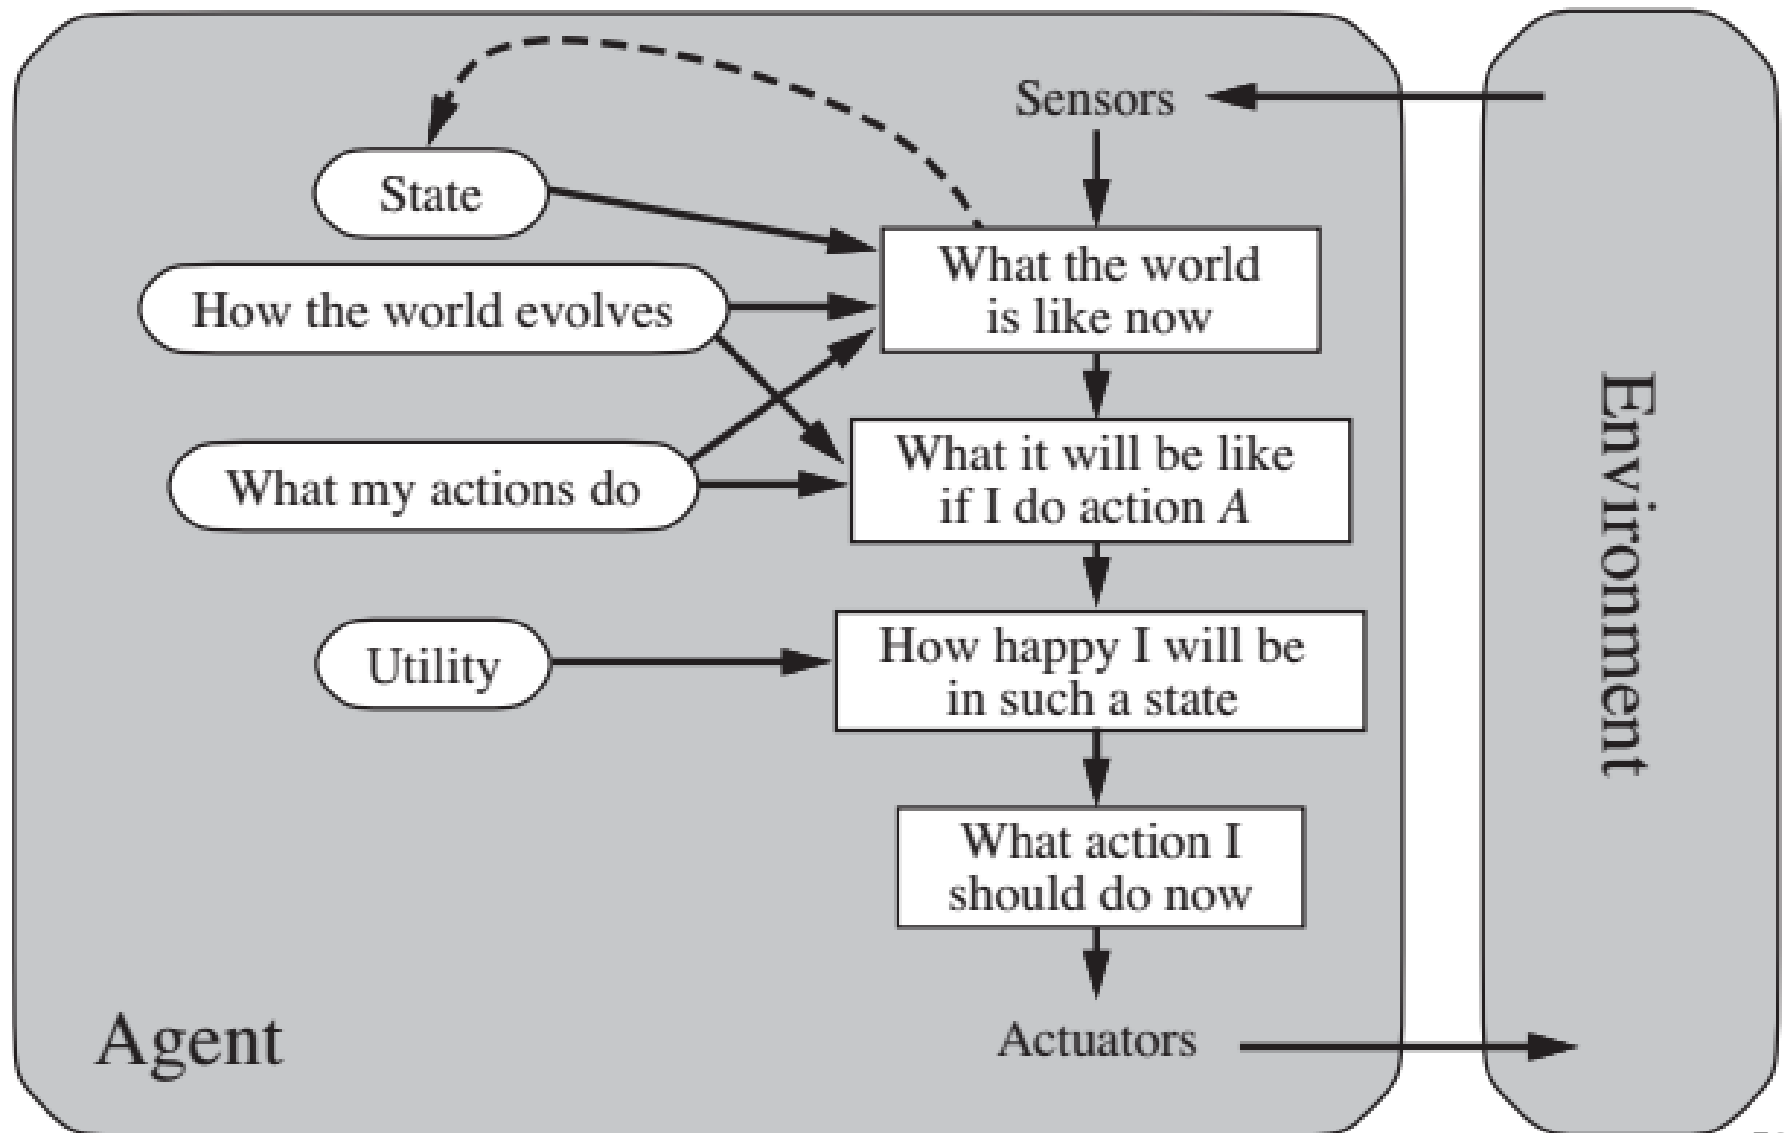 Sensors
State
What the world
is like now
How the world evolves
What my actions do
What it will be like
if I do action A
Utility
How happy I will be
in such a state
What action I
should do now
Agent
Actuators
Environment